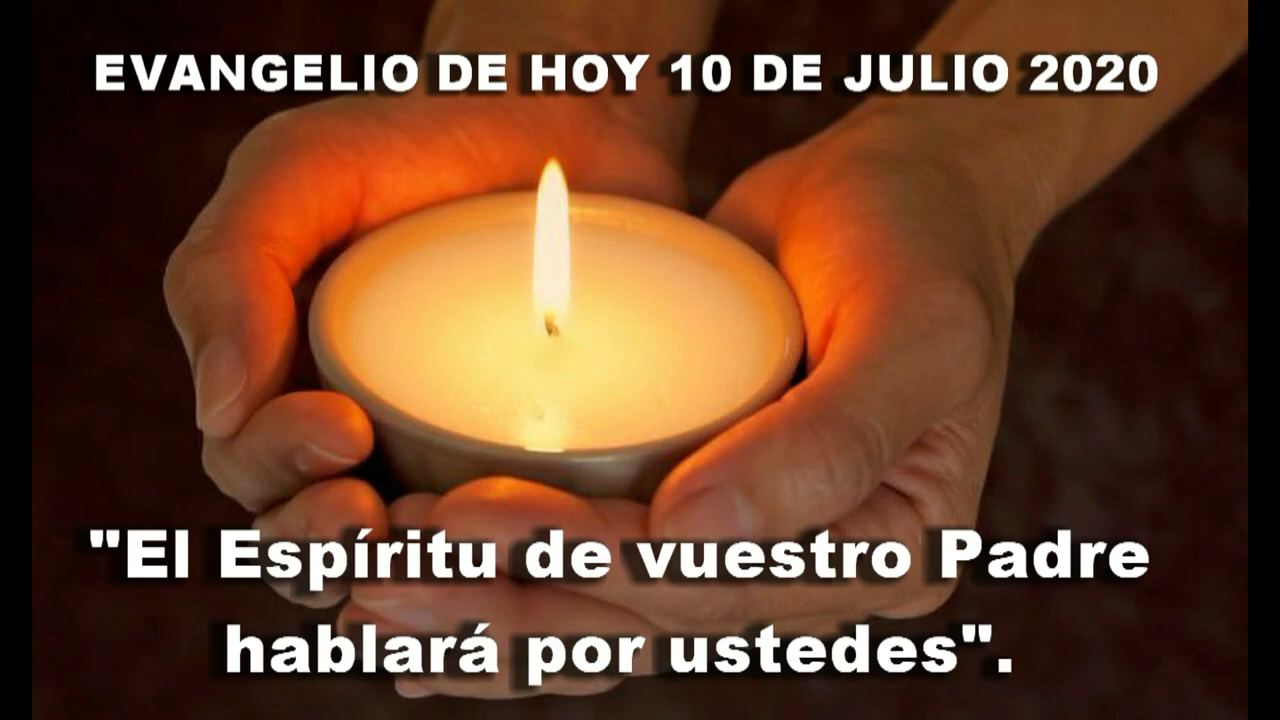 EVANGELIO DE HOY 10 DE JULIO 2020
"El Espíritu de vuestro Padre
hablará por ustedes".